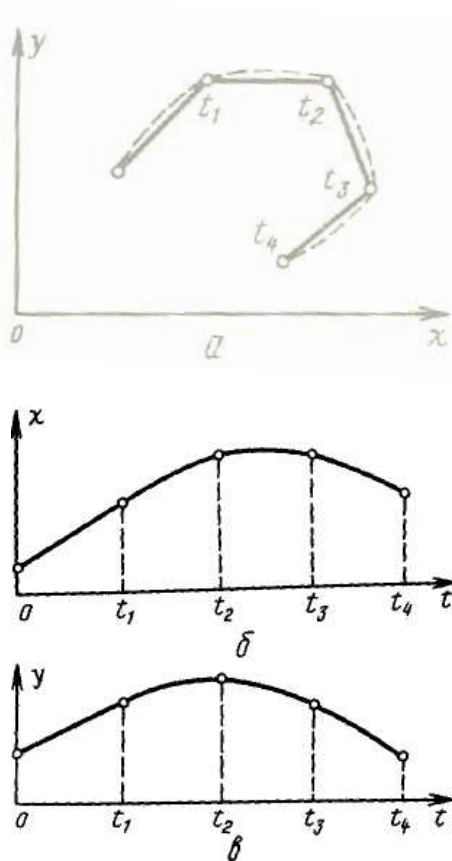 y
t₁ t₂
t₃
t₄
0 а x
x
0 t₁ t₂ t₃ t₄ t
б
y
0 t₁ t₂ t₃ t₄ t
в